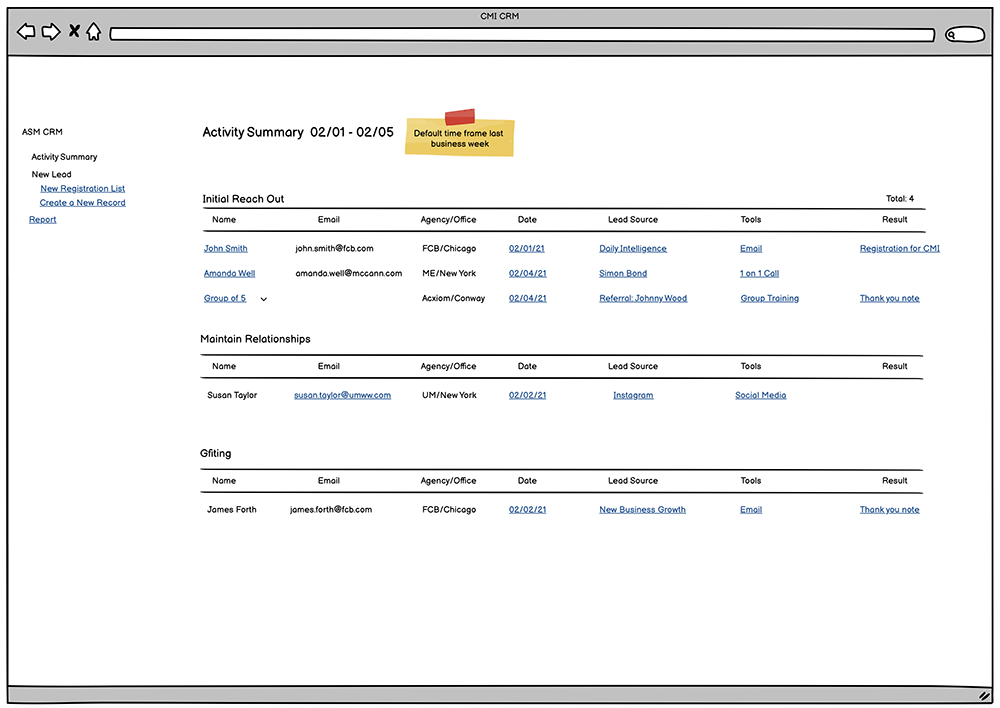 CMI CRM
ASM CRM
Activity Summary
New Lead
New Registration List
Create a New Record
Report
Activity Summary 02/01 - 02/05
Default time frame last
business week
Initial Reach Out Total: 4
Name Email Agency/Office Date Lead Source Tools Result
John Smith john.smith@fcb.com FCB/Chicago 02/01/21 Daily Intelligence Email Registration for CMI
Amanda Well amanda.well@mccann.com ME/New York 02/04/21 Simon Bond 1 on 1 Call
Group of 5 Acxiom/Conway 02/04/21 Referral: Johnny Wood Group Training Thank you note
Maintain Relationships
Name Email Agency/Office Date Lead Source Tools Result
Susan Taylor susan.taylor@umww.com UM/New York 02/02/21 Instagram Social Media
Gfiting
Name Email Agency/Office Date Lead Source Tools Result
James Forth james.forth@fcb.com FCB/Chicago 02/02/21 New Business Growth Email Thank you note